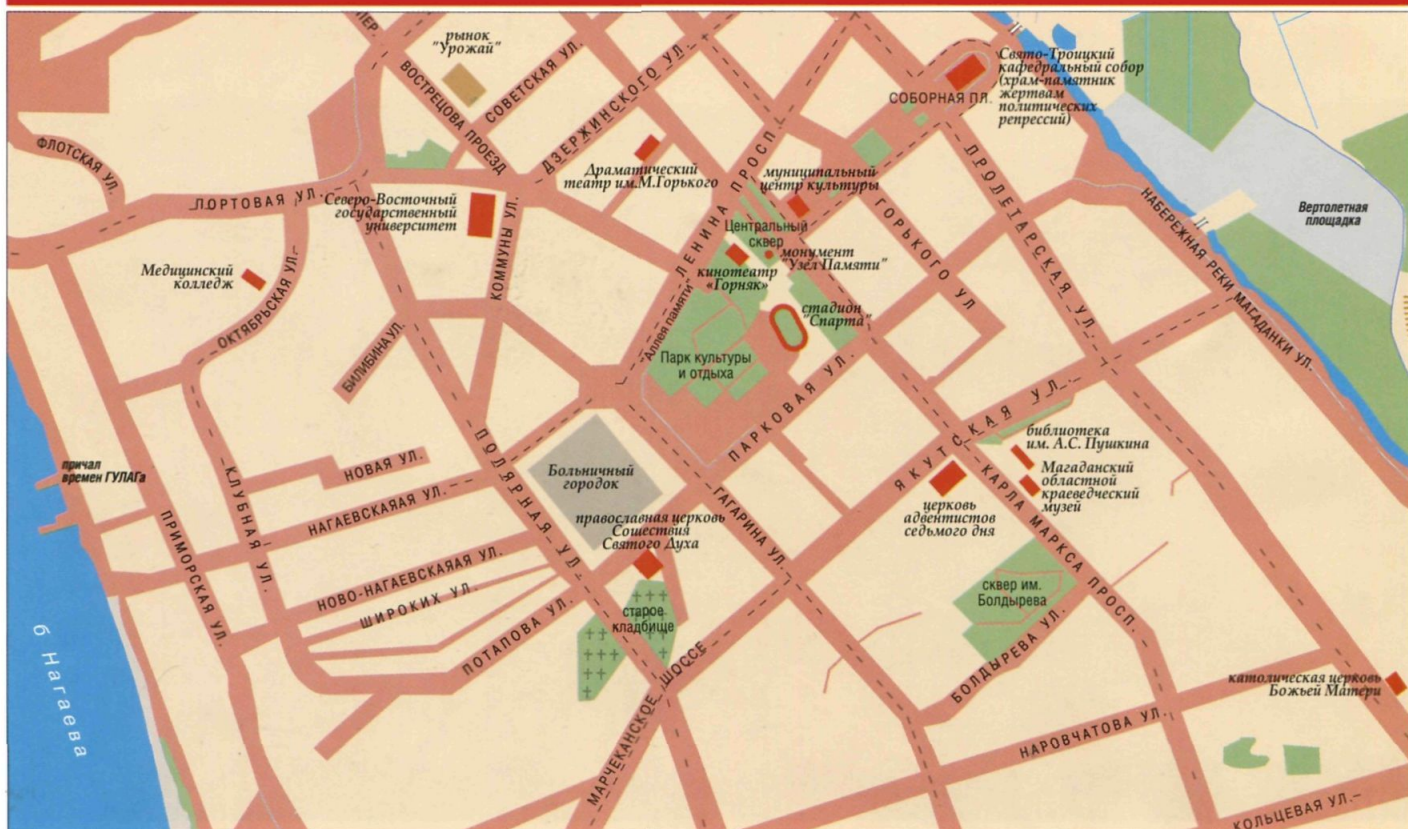 ПЕР
рынок
"Урожай"
ВОСТРЕЦОВА ПРОЕЗД
СОВЕТСКАЯ УЛ.
ДЗЕРЖИНСКОГО УЛ.
Свято-Троицкий
кафедральный собор
(храм-памятник
жертвам
политических
репрессий)
СОБОРНАЯ ПЛ.
ФЛОТСКАЯ УЛ.
Драматический
театр им.М.Горького
ЛЕНИНА ПРОСП.
муниципальный
центр культуры
ПРОЛЕТАРСКАЯ УЛ.
НАБЕРЕЖНАЯ РЕКИ МАГАДАНКИ УЛ.
Вертолетная
площадка
ПОРТОВАЯ УЛ.
Северо-Восточный
государственный
университет
КОММУНЫ УЛ.
ГОРЬКОГО УЛ
Центральный
сквер
монумент
"Узел Памяти"
кинотеатр
«Горняк»
Медицинский
колледж
ОКТЯБРЬСКАЯ УЛ.
стадион
"Спарта"
"Аллея памяти"
Парк культуры
и отдыха
БИЛИБИНА УЛ.
ПАРКОВАЯ УЛ.
ЯКУТСКАЯ УЛ.
библиотека
им. А.С. Пушкина
Магаданский
областной
краеведческий
музей
церковь
адвентистов
седьмого дня
КАРЛА МАРКСА ПРОСП.
причал
времен ГУЛАГа
НОВАЯ УЛ.
ПОЛЯРНАЯ УЛ.
Больничный
городок
НАГАЕВСКАЯАЯ УЛ.
КЛУБНАЯ УЛ.
ПРИМОРСКАЯ УЛ.
ГАГАРИНА УЛ.
православная церковь
Сошествия
Святого Духа
НОВО-НАГАЕВСКАЯАЯ УЛ.
ШИРОКИХ УЛ.
ПОТАПОВА УЛ.
старое
кладбище
сквер им.
Болдырева
БОЛДЫРЕВА УЛ.
б Нагаева
МАРЧЕКАНСКОЕ ШОССЕ
католическая церковь
Божьей Матери
НАРОВЧАТОВА УЛ.
КОЛЬЦЕВАЯ УЛ.